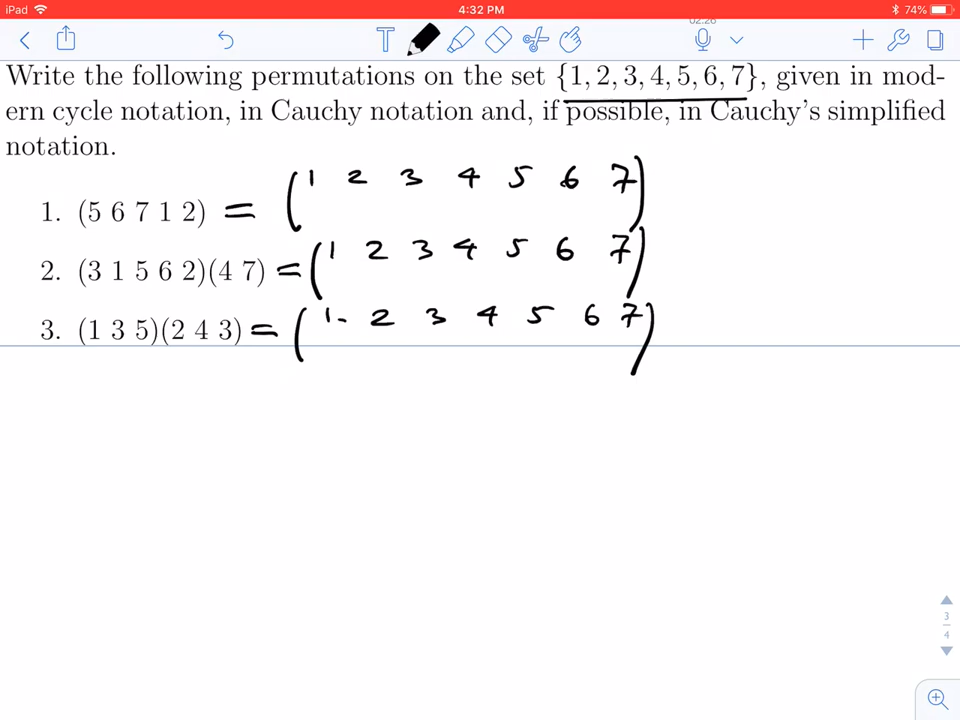 iPad 4:32 PM 74%
02:26
T
Write the following permutations on the set {1, 2, 3, 4, 5, 6, 7}, given in mod-
ern cycle notation, in Cauchy notation and, if possible, in Cauchy's simplified
notation.
1. (5 6 7 1 2) = (1 2 3 4 5 6 7)
2. (3 1 5 6 2)(4 7) = (1 2 3 4 5 6 7)
3. (1 3 5)(2 4 3) = (1 2 3 4 5 6 7)
3
4